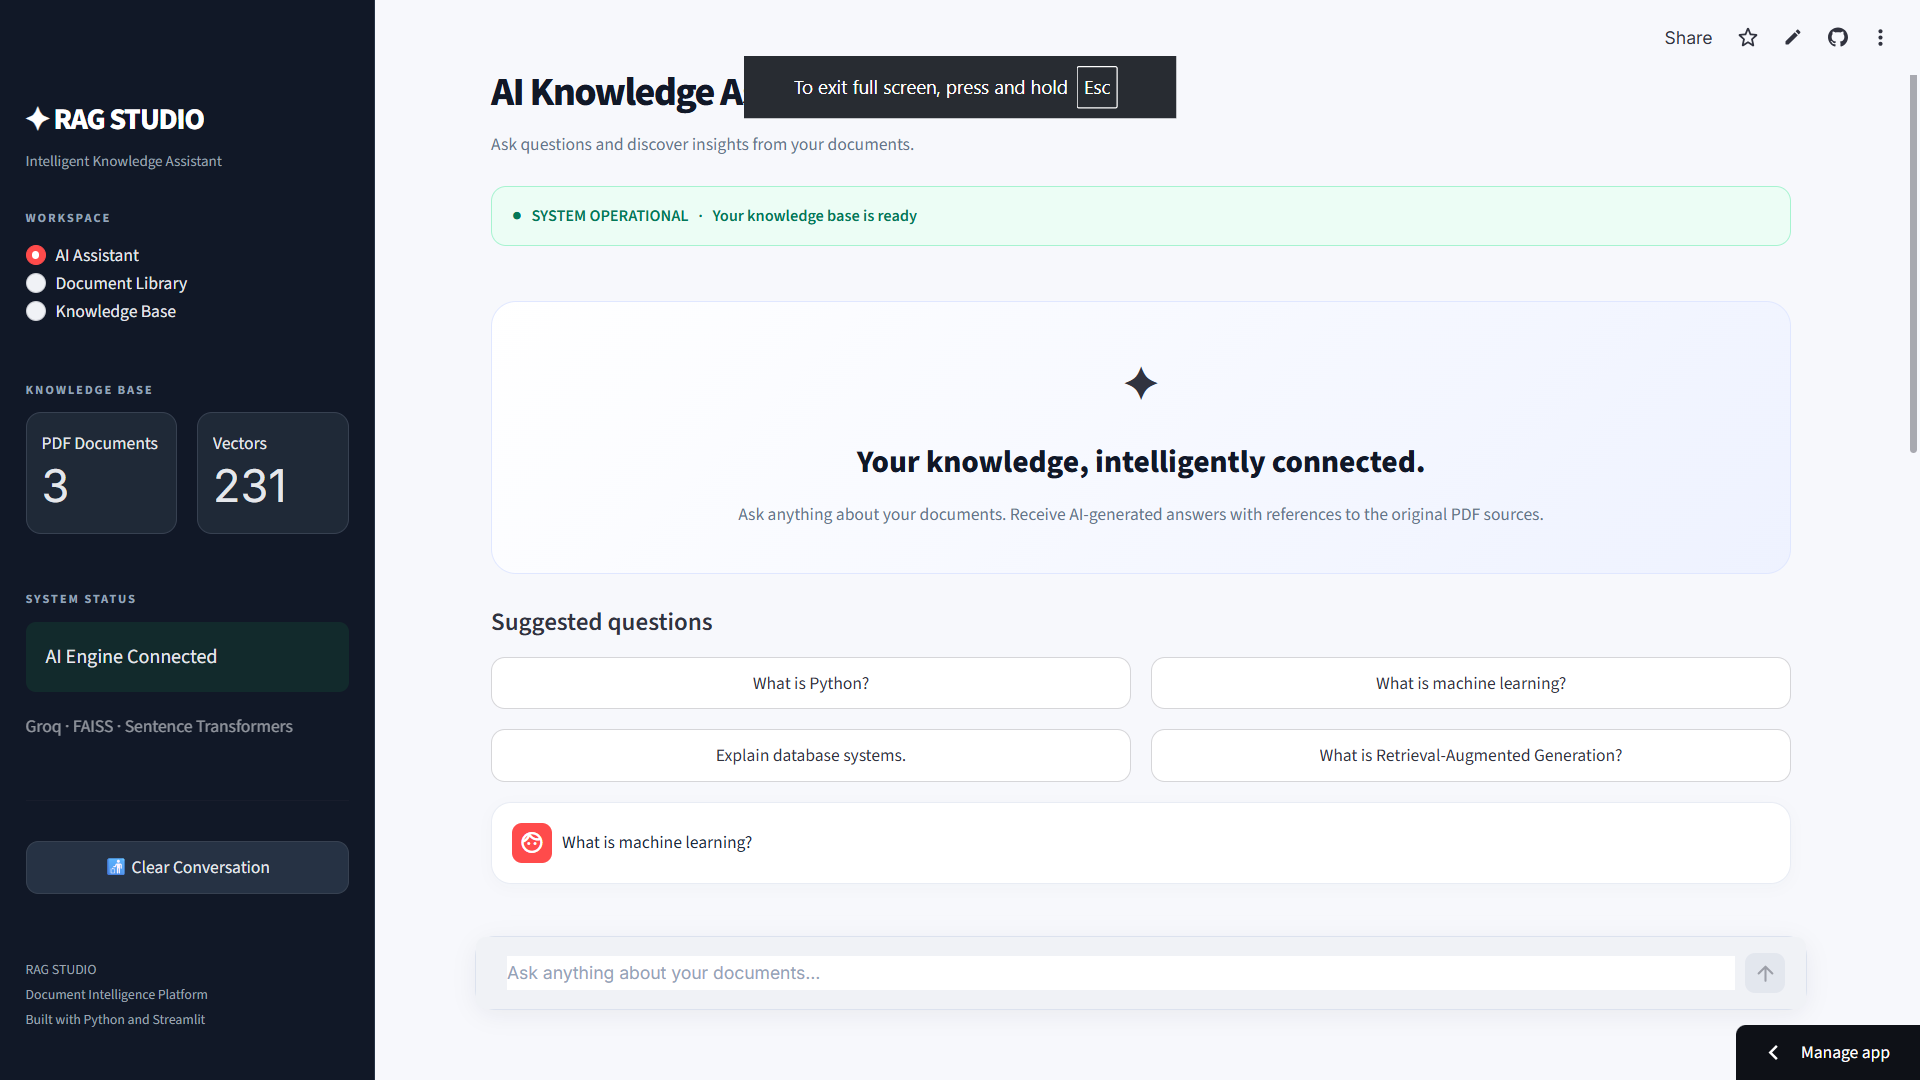 RAG STUDIO
Intelligent Knowledge Assistant
WORKSPACE
AI Assistant
Document Library
Knowledge Base
KNOWLEDGE BASE
PDF Documents
3
Vectors
231
SYSTEM STATUS
AI Engine Connected
Groq · FAISS · Sentence Transformers
Clear Conversation
RAG STUDIO
Document Intelligence Platform
Built with Python and Streamlit
Share
AI Knowledge
To exit full screen, press and hold Esc
Ask questions and discover insights from your documents.
SYSTEM OPERATIONAL · Your knowledge base is ready
Your knowledge, intelligently connected.
Ask anything about your documents. Receive AI-generated answers with references to the original PDF sources.
Suggested questions
What is Python?
What is machine learning?
Explain database systems.
What is Retrieval-Augmented Generation?
What is machine learning?
Ask anything about your documents...
Manage app